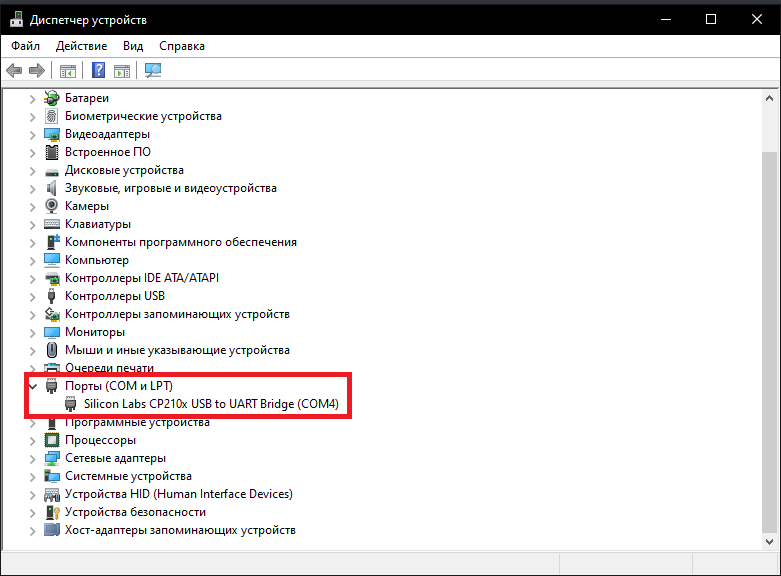 Диспетчер устройств
Файл Действие Вид Справка
Батареи
Биометрические устройства
Видеоадаптеры
Встроенное ПО
Дисковые устройства
Звуковые, игровые и видеоустройства
Камеры
Клавиатуры
Компоненты программного обеспечения
Компьютер
Контроллеры IDE ATA/ATAPI
Контроллеры USB
Контроллеры запоминающих устройств
Мониторы
Мыши и иные указывающие устройства
Очереди печати
Порты (COM и LPT)
Silicon Labs CP210x USB to UART Bridge (COM4)
Программные устройства
Процессоры
Сетевые адаптеры
Системные устройства
Устройства HID (Human Interface Devices)
Устройства безопасности
Хост-адаптеры запоминающих устройств